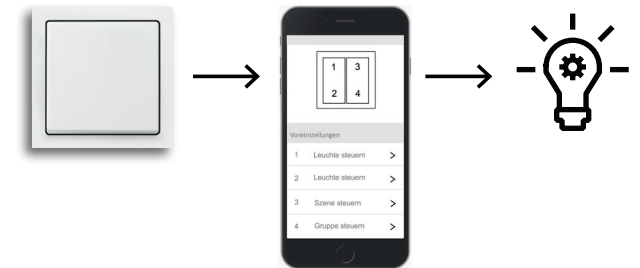 1 3
2 4
Voreinstellungen
1 Leuchte steuern >
2 Leuchte steuern >
3 Szene steuern >
4 Gruppe steuern >